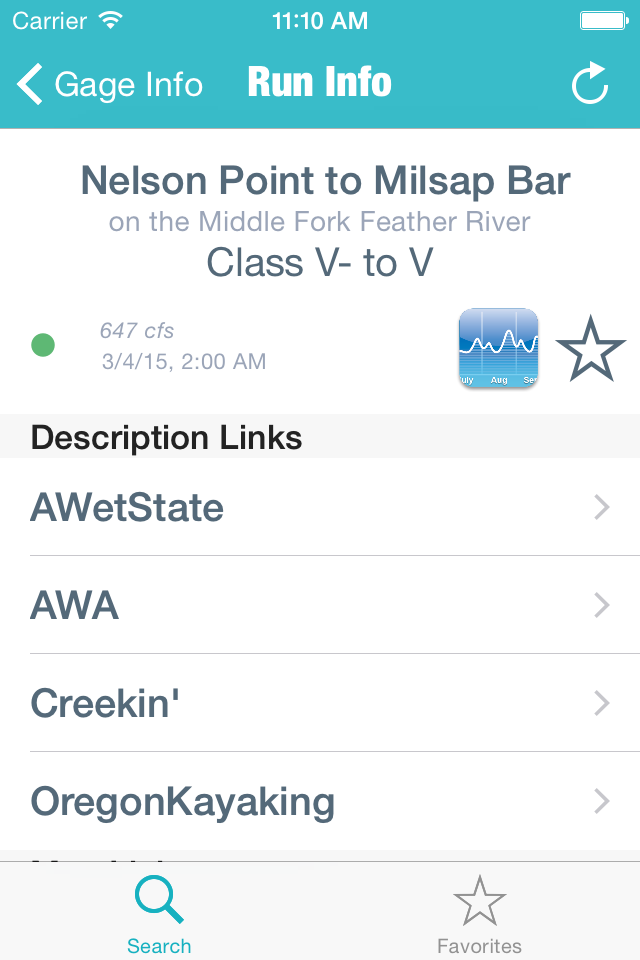 Carrier 11:10 AM
Gage Info Run Info
Nelson Point to Milsap Bar
on the Middle Fork Feather River
Class V- to V
647 cfs
3/4/15, 2:00 AM
July Aug Sep
Description Links
AWetState
AWA
Creekin'
OregonKayaking
Search Favorites